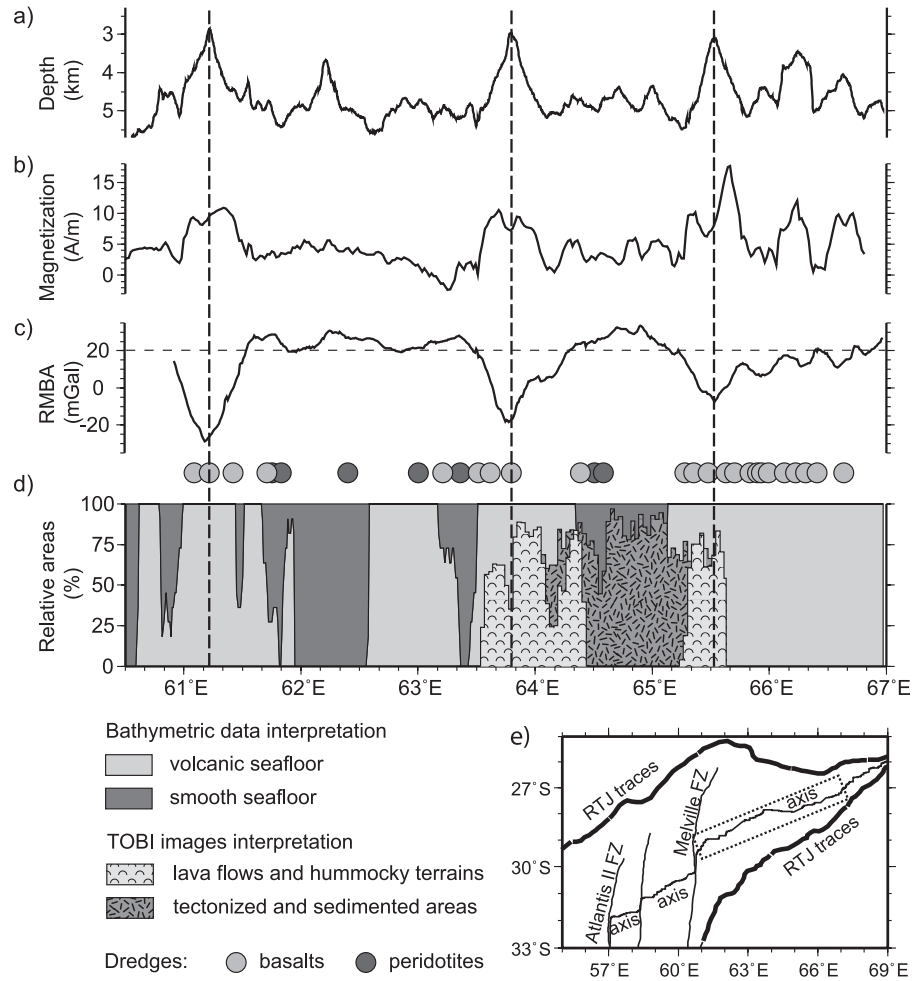 a)
3
4
5
Depth
(km)
b)
15
10
5
0
Magnetization
(A/m)
c)
20
0
-20
RMBA
(mGal)
d)
100
75
50
25
0
Relative areas
(%)
61˚E 62˚E 63˚E 64˚E 65˚E 66˚E 67˚E
Bathymetric data interpretation
volcanic seafloor
smooth seafloor
TOBI images interpretation
lava flows and hummocky terrains
tectonized and sedimented areas
Dredges: basalts peridotites
e)
27˚S
30˚S
33˚S
RTJ traces
Melville FZ
axis
Atlantis II FZ
axis
axis
RTJ traces
57˚E 60˚E 63˚E 66˚E 69˚E